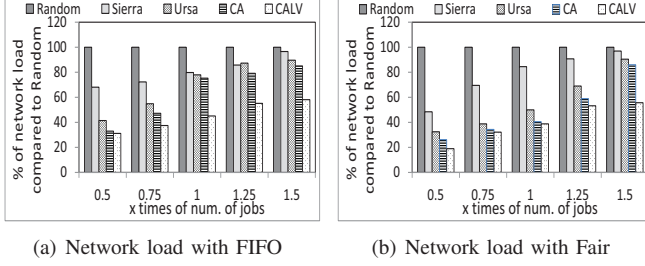 Random Sierra Ursa CA CALV
120
100
80
60
40
20
0
% of network load
compared to Random
0.5 0.75 1 1.25 1.5
x times of num. of jobs
(a) Network load with FIFO
Random Sierra Ursa CA CALV
120
100
80
60
40
20
0
% of network load
compared to Random
0.5 0.75 1 1.25 1.5
x times of num. of jobs
(b) Network load with Fair